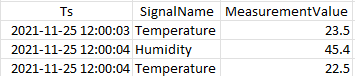 Ts SignalName MeasurementValue
2021-11-25 12:00:03 Temperature 23.5
2021-11-25 12:00:04 Humidity 45.4
2021-11-25 12:00:04 Temperature 22.5